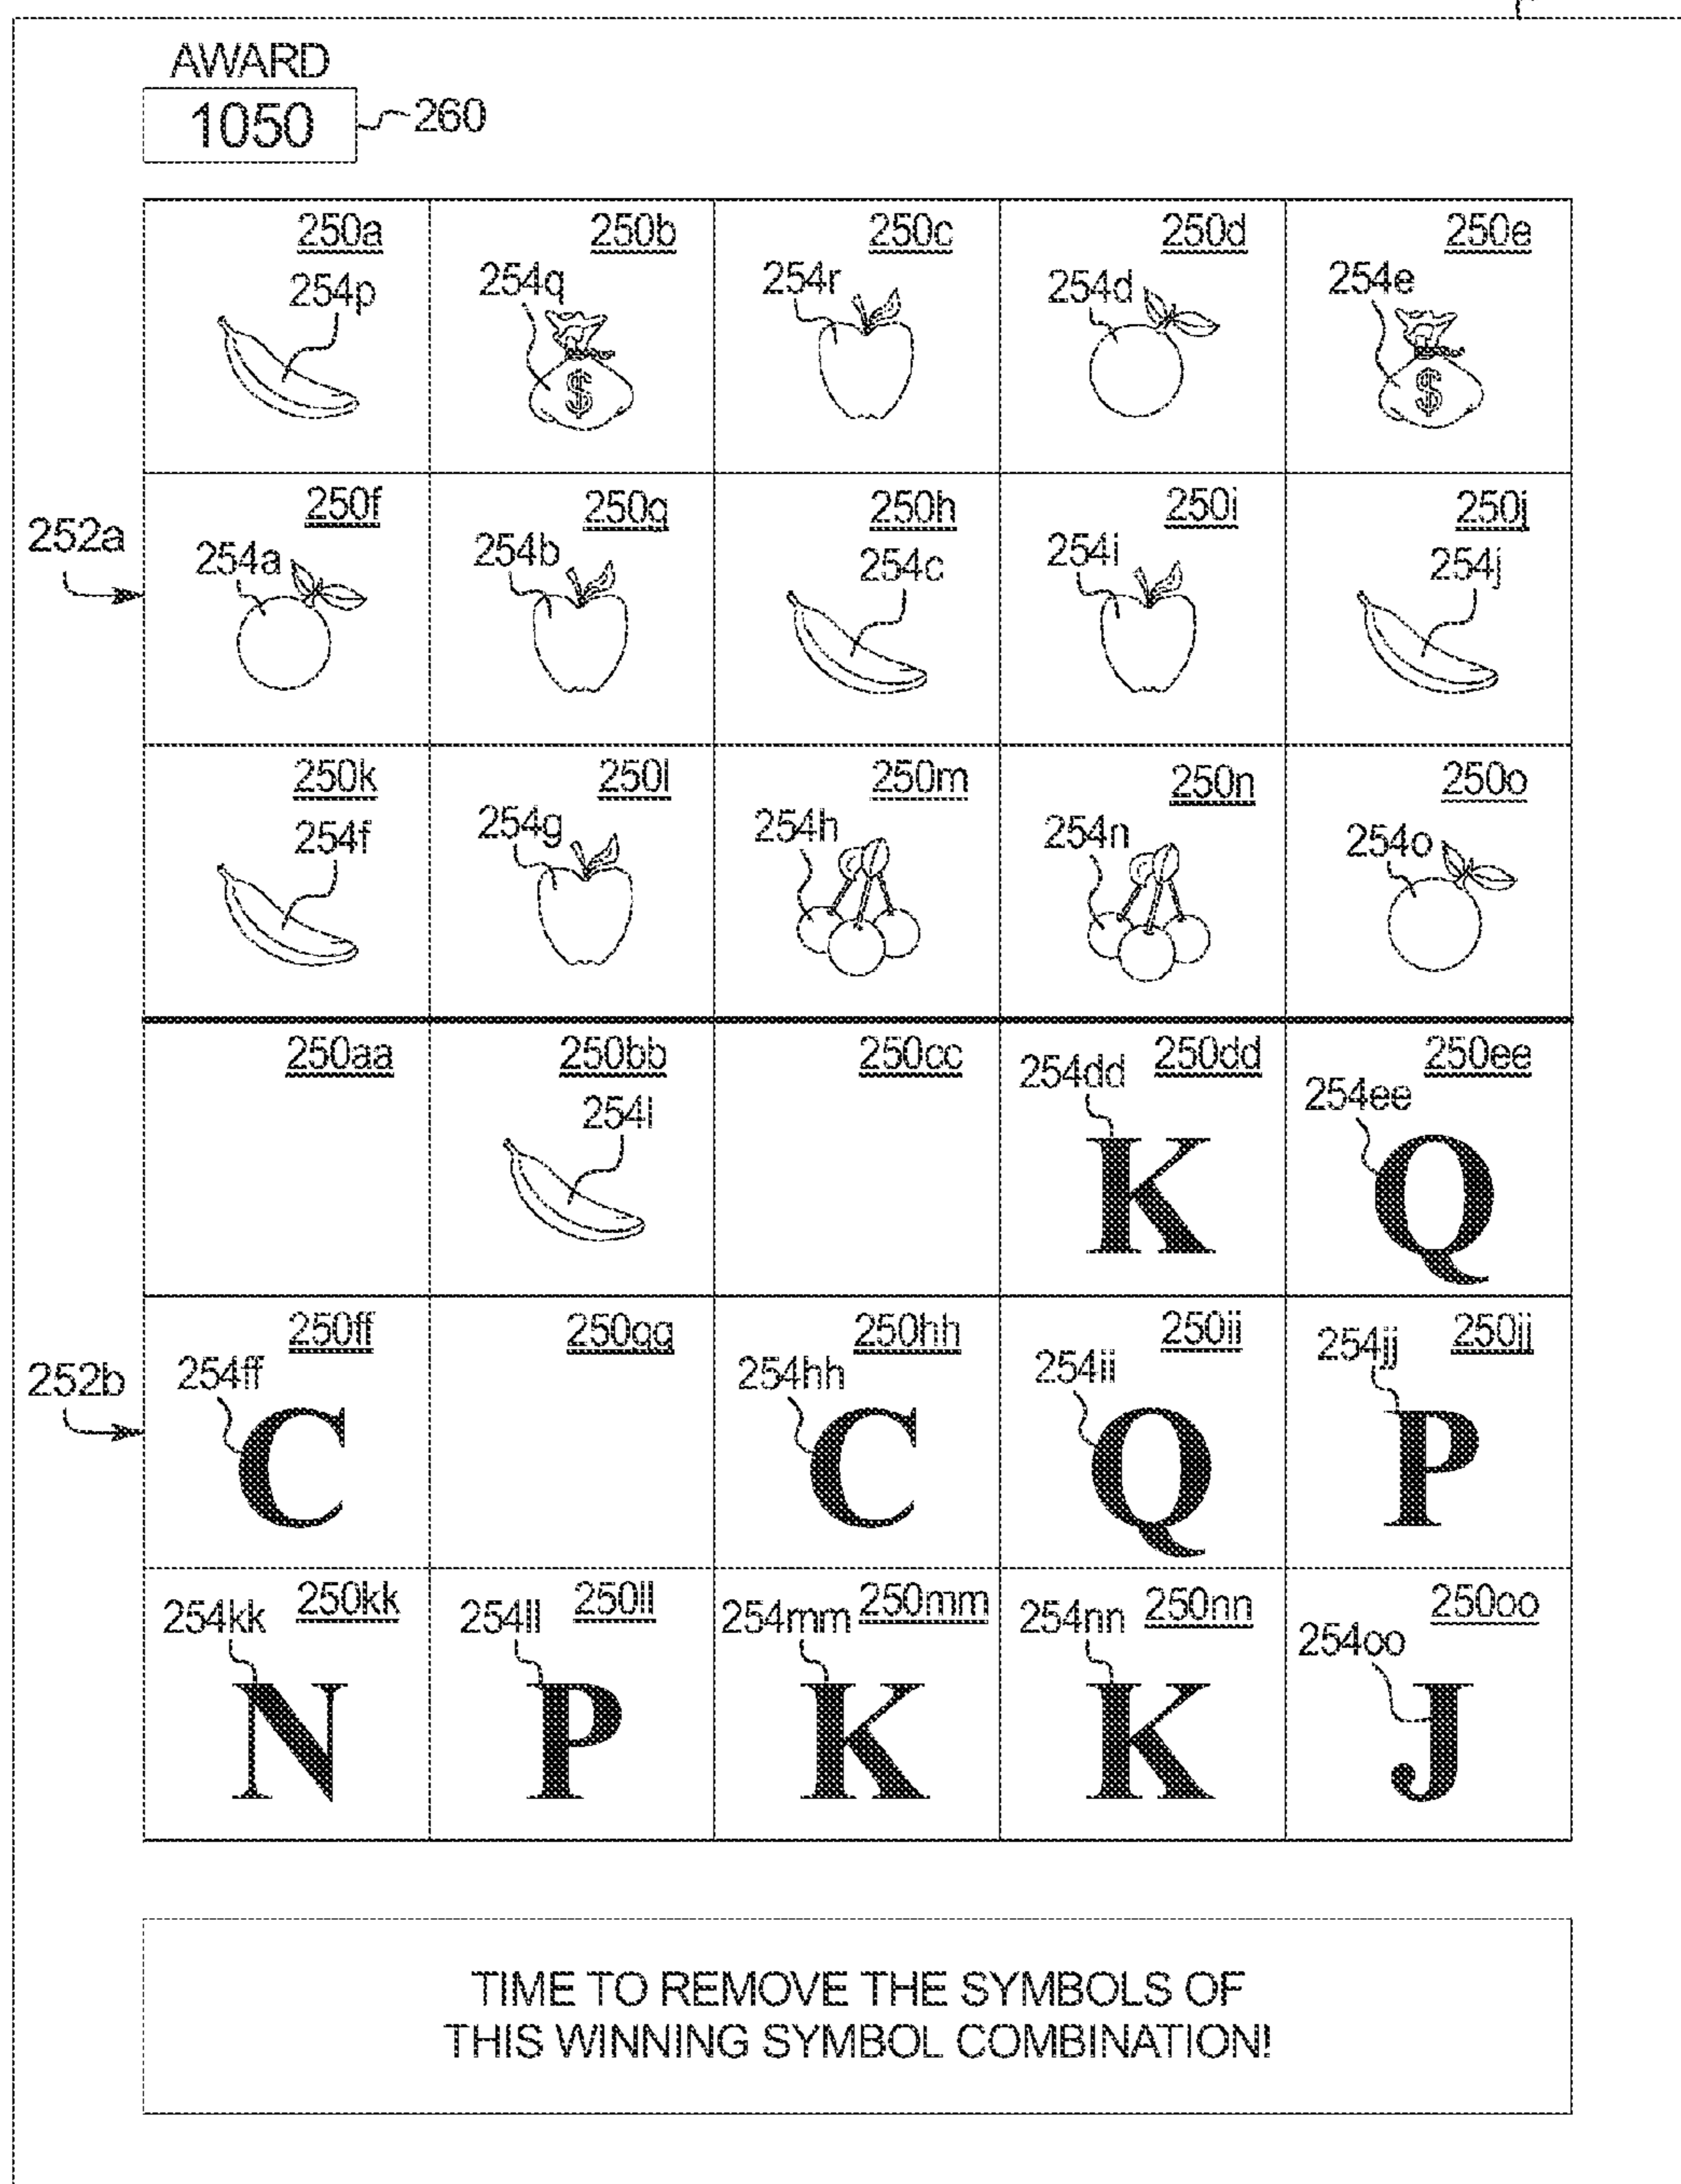 AWARD
1050
260
250a 250b 250c 250d 250e
254p 254q 254r 254d 254e
$ $
252a
250f 250g 250h 250i 250j
254a 254b 254c 254i 254j
250k 250l 250m 250n 250o
254f 254g 254h 254n 254o
250aa 250bb 250cc 254dd 250dd 250ee
254l 254ee
K Q
252b
250ff 250gg 250hh 250ii 254jj 250jj
254ff 254hh 254ii
C C Q P
254kk 250kk 254ll 250ll 254mm 250mm 254nn 250nn 250oo
254oo
N P K K J
TIME TO REMOVE THE SYMBOLS OF
THIS WINNING SYMBOL COMBINATION!